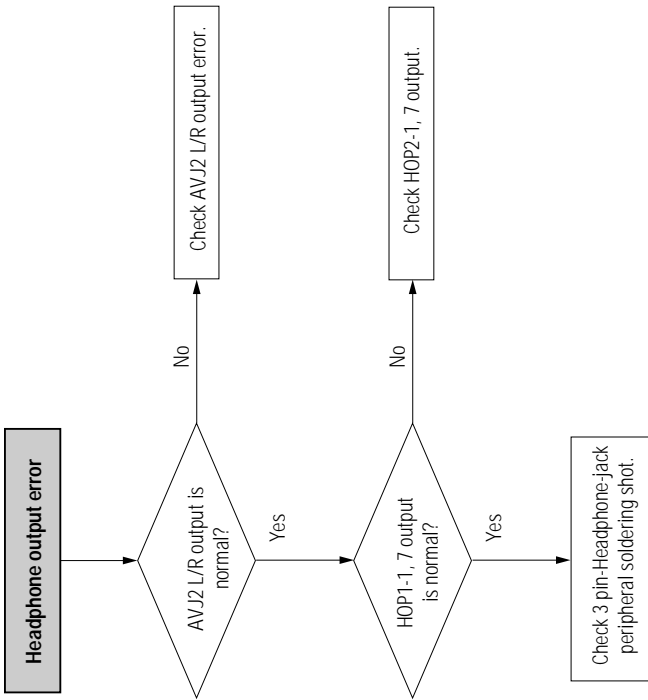 Headphone output error
AVJ2 L/R output is
normal?
No
Check AVJ2 L/R output error.
Yes
HOP1-1, 7 output
is normal?
No
Check HOP2-1, 7 output.
Yes
Check 3 pin-Headphone-jack
peripheral soldering shot.